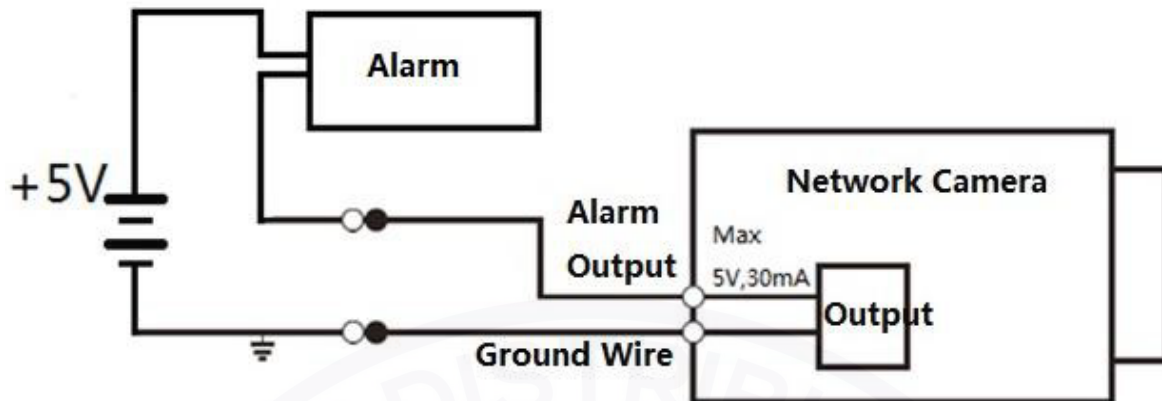 Alarm
+5V
Network Camera
Alarm
Output
Max
5V,30mA
Output
Ground Wire